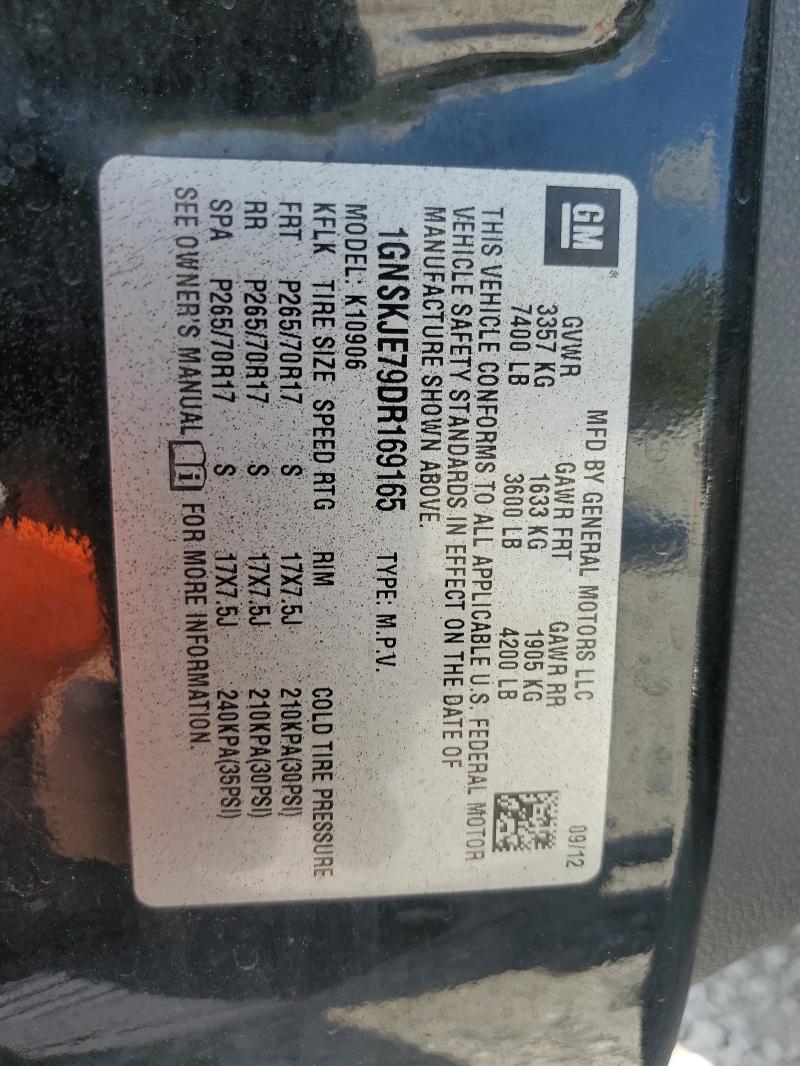 GM®
MFD BY GENERAL MOTORS LLC
09/12
GVWR GAWR FRT GAWR RR
3357 KG 1633 KG 1905 KG
7400 LB 3600 LB 4200 LB
THIS VEHICLE CONFORMS TO ALL APPLICABLE U.S. FEDERAL MOTOR
VEHICLE SAFETY STANDARDS IN EFFECT ON THE DATE OF
MANUFACTURE SHOWN ABOVE.
1GNSKJE79DR169165 TYPE: M.P.V.
MODEL: K10906
KFLK TIRE SIZE SPEED RTG RIM COLD TIRE PRESSURE
FRT P265/70R17 S 17X7.5J 210KPA(30PSI)
RR P265/70R17 S 17X7.5J 210KPA(30PSI)
SPA P265/70R17 S 17X7.5J 240KPA(35PSI)
SEE OWNER'S MANUAL i FOR MORE INFORMATION.